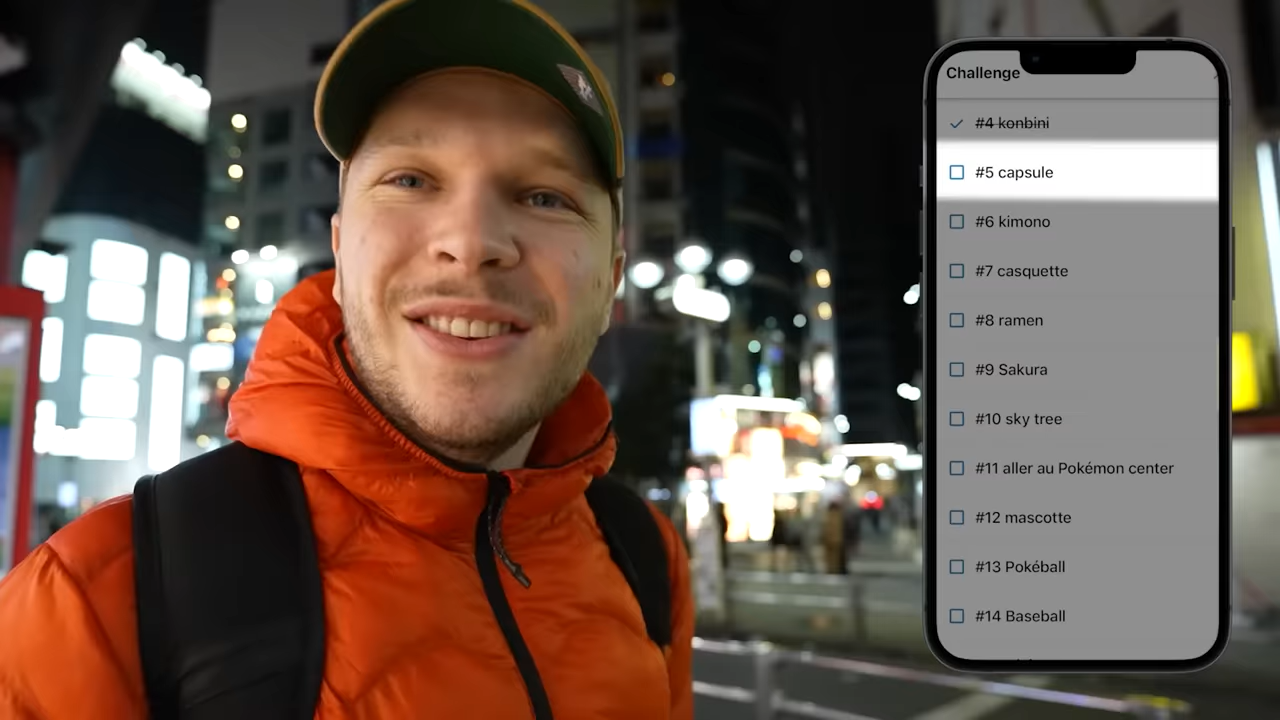 Challenge
#4 konbini
#5 capsule
#6 kimono
#7 casquette
#8 ramen
#9 Sakura
#10 sky tree
#11 aller au Pokémon center
#12 mascotte
#13 Pokéball
#14 Baseball